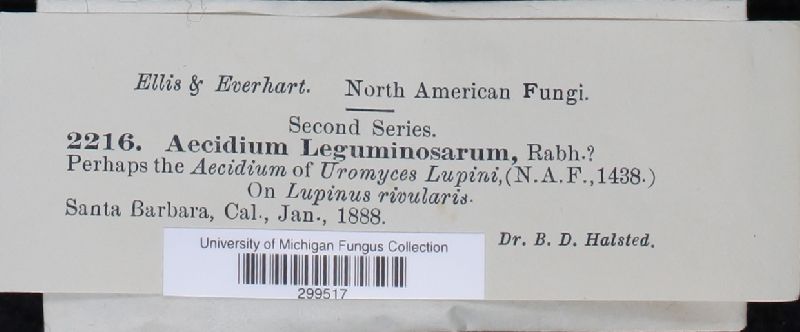 Ellis & Everhart. North American Fungi.
Second Series.
2216. Aecidium Leguminosarum, Rabh.?
Perhaps the Aecidium of Uromyces Lupini, (N.A.F., 1438.)
On Lupinus rivularis.
Santa Barbara, Cal., Jan., 1888.
Dr. B. D. Halsted.
University of Michigan Fungus Collection
299517